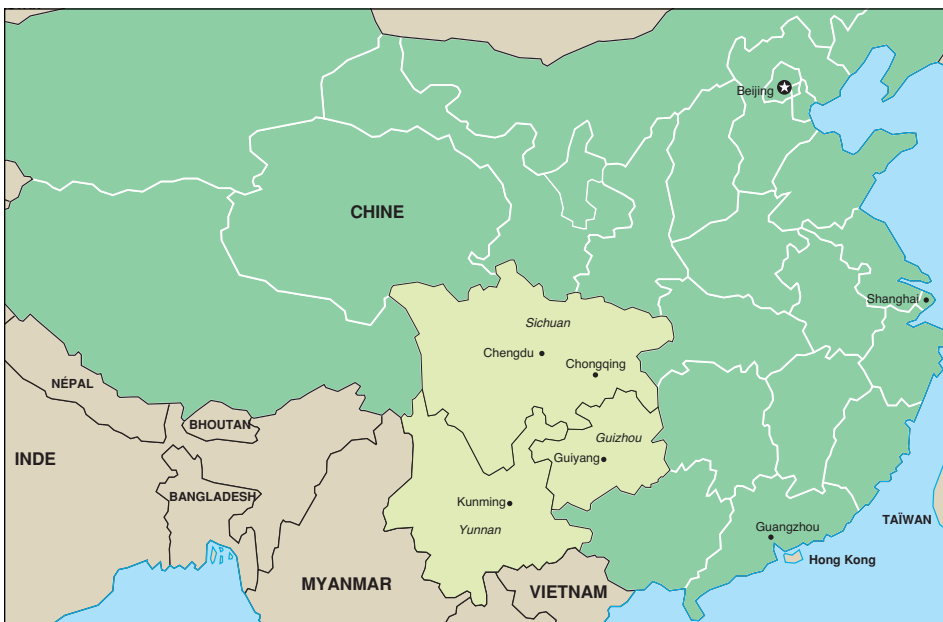 Beijing
CHINE
Shanghai
Sichuan
Chengdu
Chongqing
NÉPAL
BHOUTAN
Guizhou
Guiyang
INDE
BANGLADESH
Kunming
Yunnan
Guangzhou
TAÏWAN
Hong Kong
MYANMAR
VIETNAM